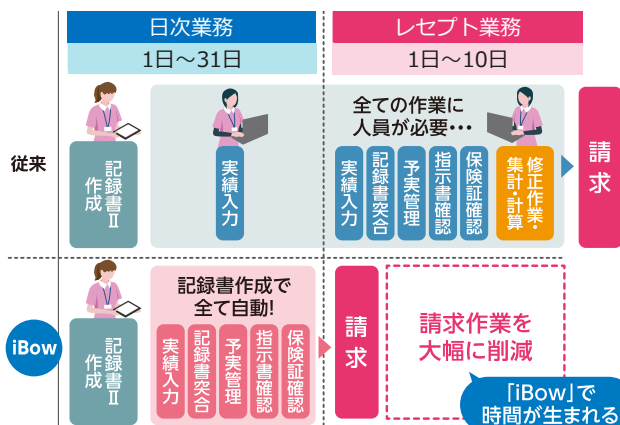 日次業務
レセプト業務
1日～31日
1日～10日
従来
記録書Ⅱ
作成
実績入力
全ての作業に
人員が必要･･･
実績入力
記録書突合
予実管理
指示書確認
保険証確認
修正作業・
集計・計算
請求
iBow
記録書Ⅱ
作成
記録書作成で
全て自動!
実績入力
記録書突合
予実管理
指示書確認
保険証確認
請求
請求作業を
大幅に削減
「iBow」で
時間が生まれる